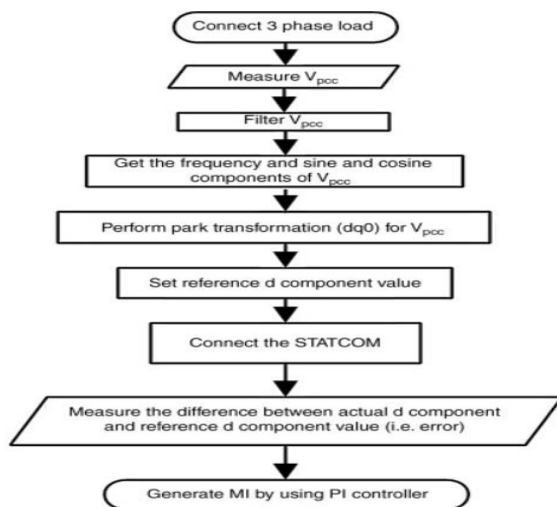 Connect 3 phase load
Measure Vpcc
Filter Vpcc
Get the frequency and sine and cosine
components of Vpcc
Perform park transformation (dq0) for Vpcc
Set reference d component value
Connect the STATCOM
Measure the difference between actual d component
and reference d component value (i.e. error)
Generate MI by using PI controller